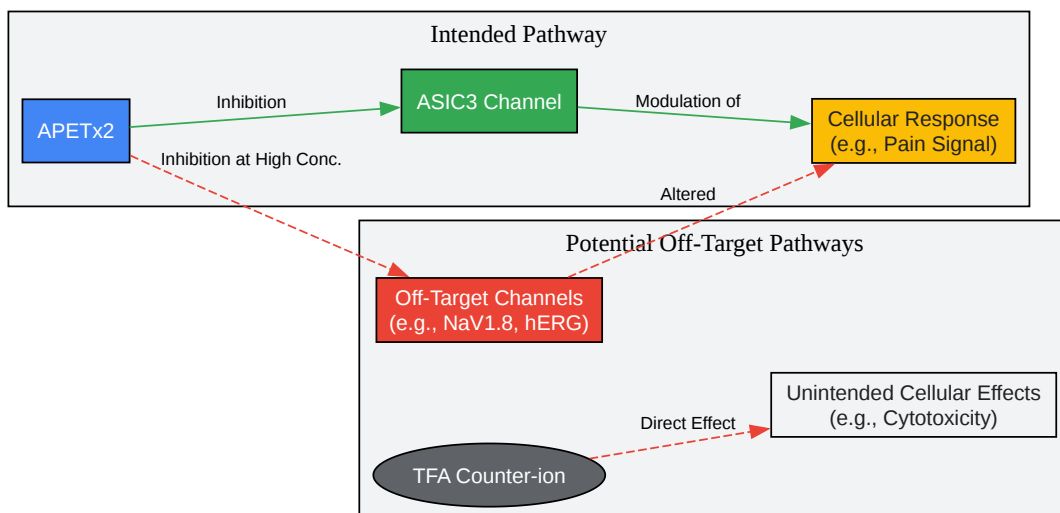 Intended Pathway
APETx2
Inhibition
ASIC3 Channel
Modulation of
Cellular Response
(e.g., Pain Signal)
Inhibition at High Conc.
Altered
Potential Off-Target Pathways
Off-Target Channels
(e.g., NaV1.8, hERG)
Unintended Cellular Effects
(e.g., Cytotoxicity)
Direct Effect
TFA Counter-ion